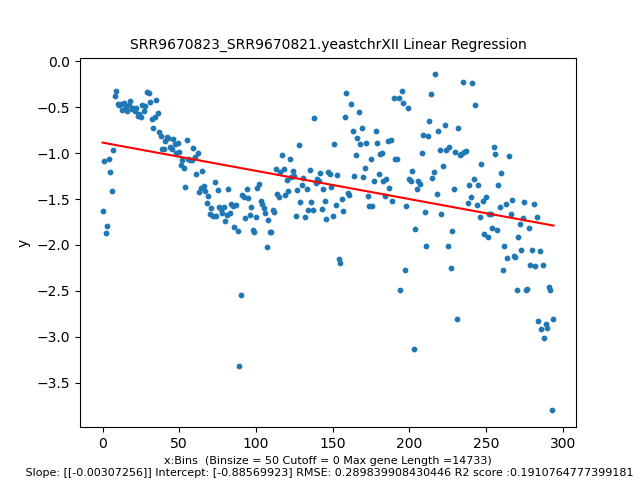 SRR9670823_SRR9670821.yeastchrXII Linear Regression
0.0
−0.5
−1.0
−1.5
−2.0
−2.5
−3.0
−3.5
y
0 50 100 150 200 250 300
x:Bins (Binsize = 50 Cutoff = 0 Max gene Length =14733)
Slope: [[-0.00307256]] Intercept: [-0.88569923] RMSE: 0.289839908430446 R2 score :0.1910764777399181